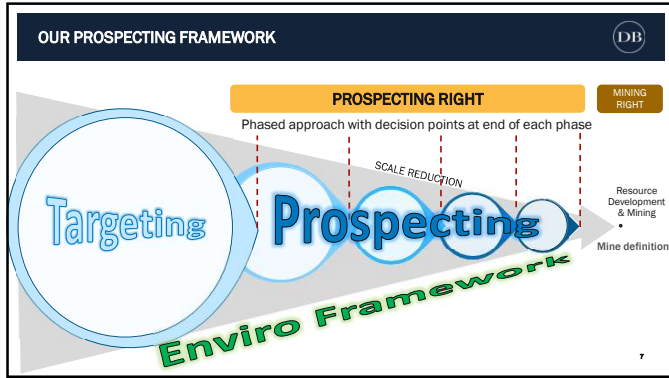 OUR PROSPECTING FRAMEWORK
DB
PROSPECTING RIGHT
MINING
RIGHT
Phased approach with decision points at end of each phase
SCALE REDUCTION
Targeting
Prospecting
Resource
Development
& Mining
•
Mine definition
Enviro Framework
7